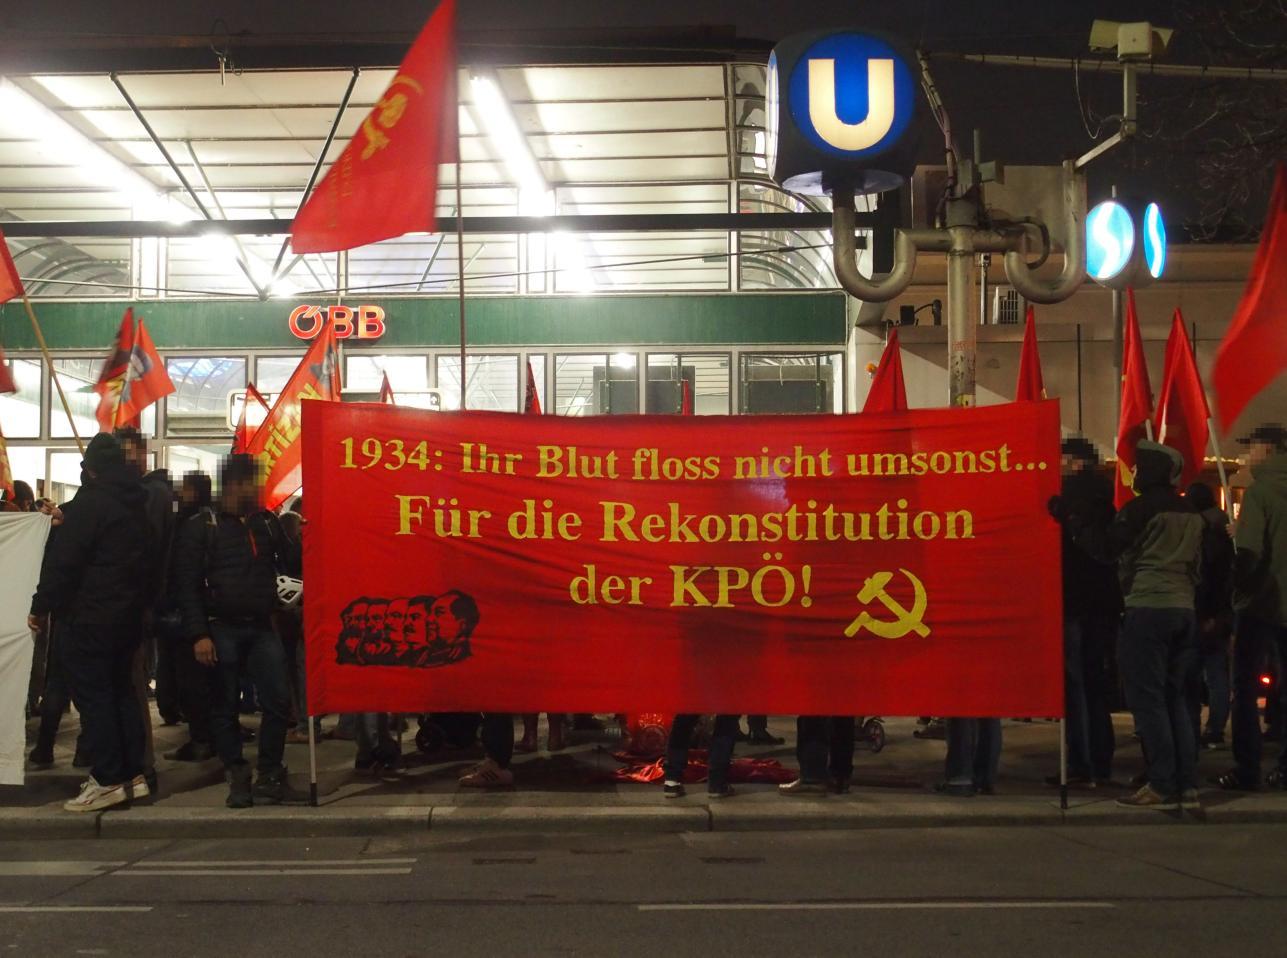 U
S
S
ÖBB
1934: Ihr Blut floss nicht umsonst...
Für die Rekonstitution
der KPÖ!